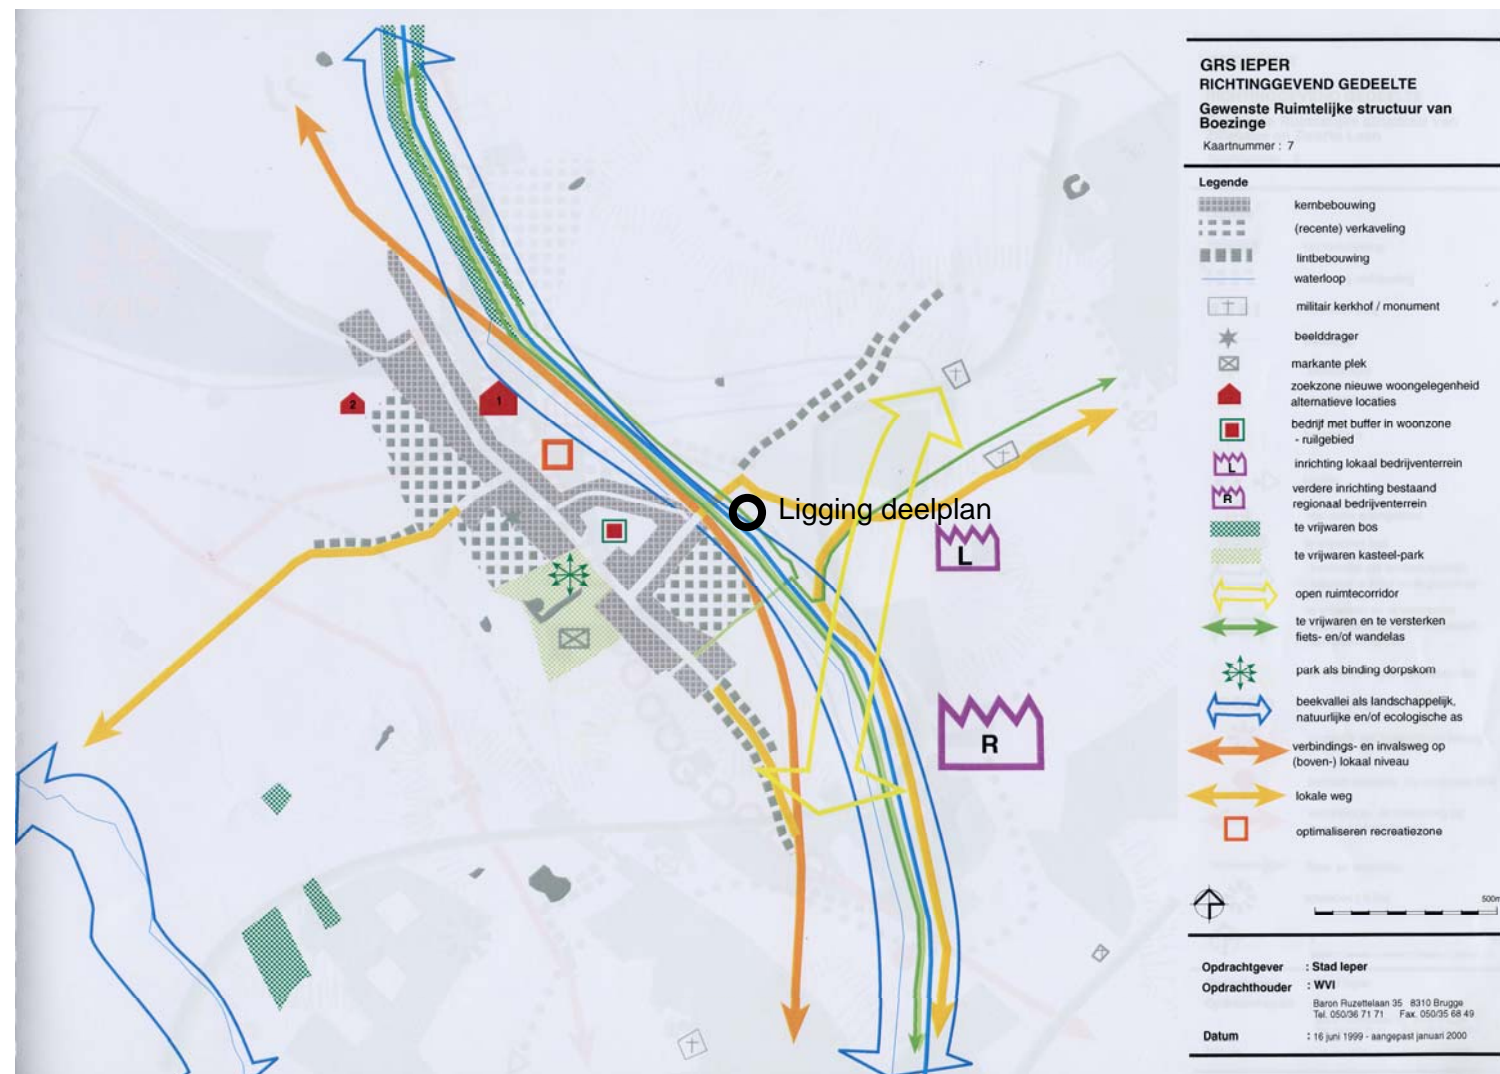 GRS IEPER
RICHTINGGEVEND GEDEELTE
Gewenste Ruimtelijke structuur van
Boezinge
Kaartnummer : 7
Legende
kernbebouwing
(recente) verkaveling
lintbebouwing
waterloop
militair kerkhof / monument
beelddrager
markante plek
zoekzone nieuwe woongelegenheid
alternatieve locaties
bedrijf met buffer in woonzone
- ruilgebied
L
inrichting lokaal bedrijventerrein
R
verdere inrichting bestaand
regionaal bedrijventerrein
te vrijwaren bos
te vrijwaren kasteel-park
open ruimtecorridor
te vrijwaren en te versterken
fiets- en/of wandelas
park als binding dorpskom
beekvallei als landschappelijk,
natuurlijke en/of ecologische as
verbindings- en invalsweg op
(boven-) lokaal niveau
lokale weg
optimaliseren recreatiezone
500m
Opdrachtgever : Stad Ieper
Opdrachthouder : WVI
Baron Ruzettelaan 35 8310 Brugge
Tel. 050/36 71 71 Fax. 050/35 68 49
Datum : 16 juni 1999 - aangepast januari 2000
2
1
Ligging deelplan
L
R